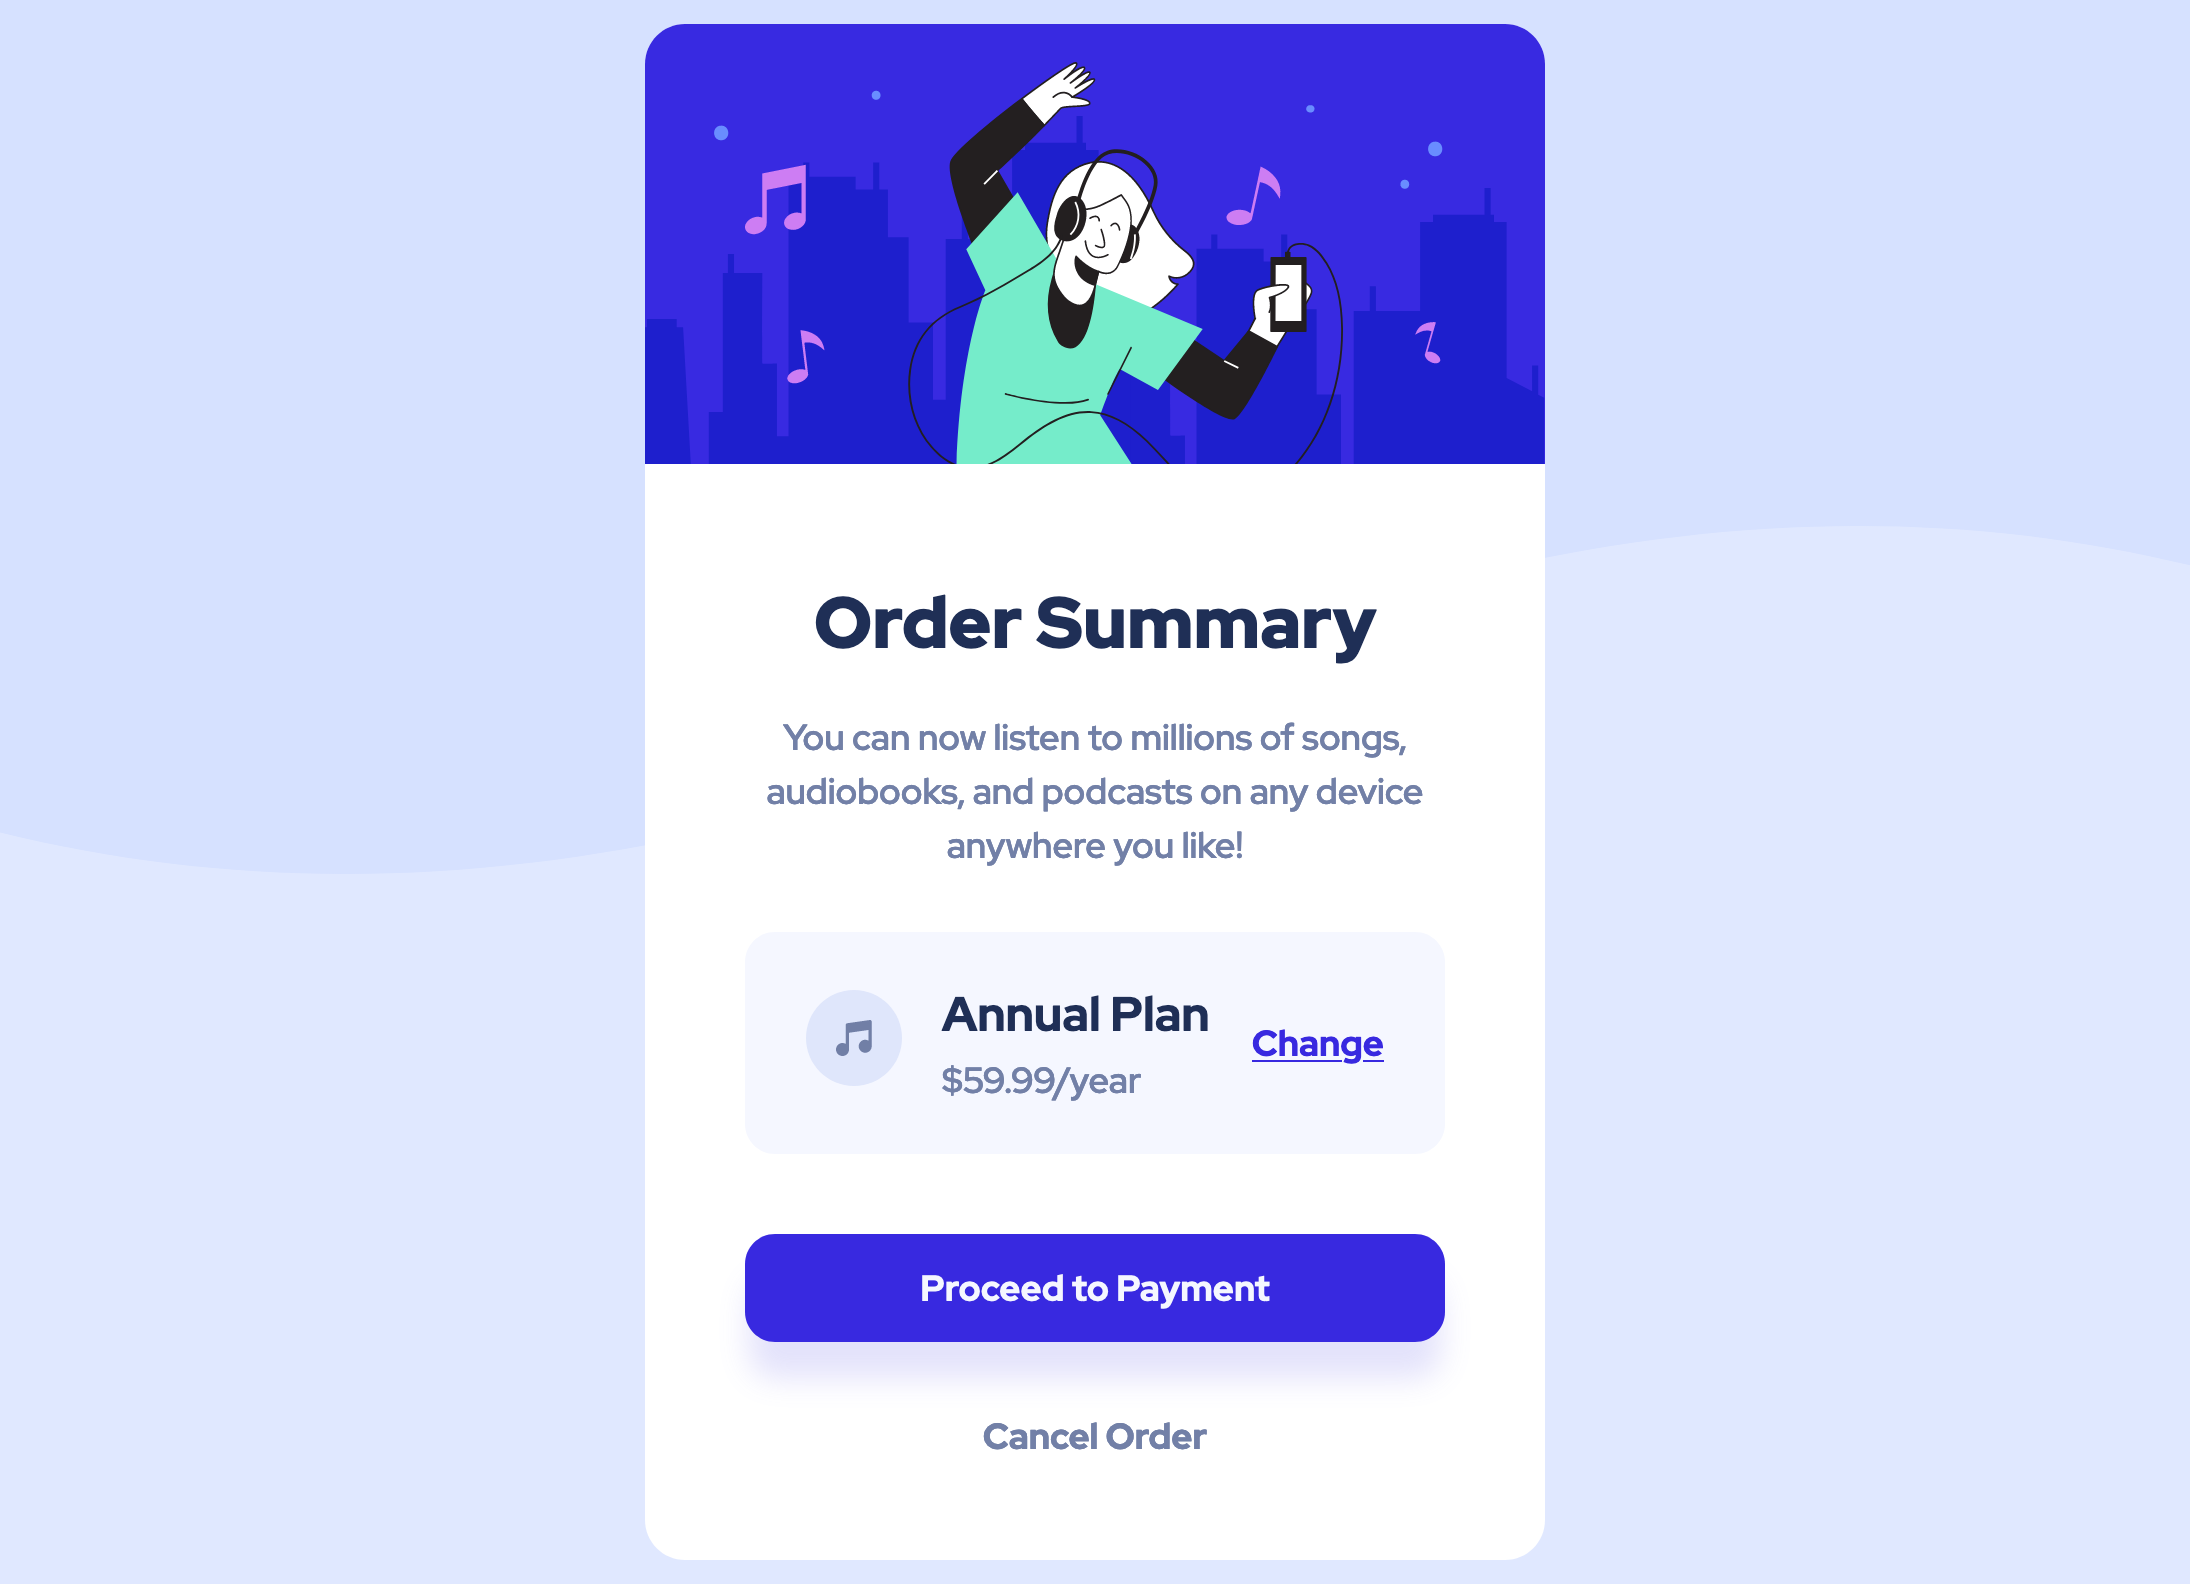 Order Summary
You can now listen to millions of songs,
audiobooks, and podcasts on any device
anywhere you like!
Annual Plan
$59.99/year
Change
Proceed to Payment
Cancel Order